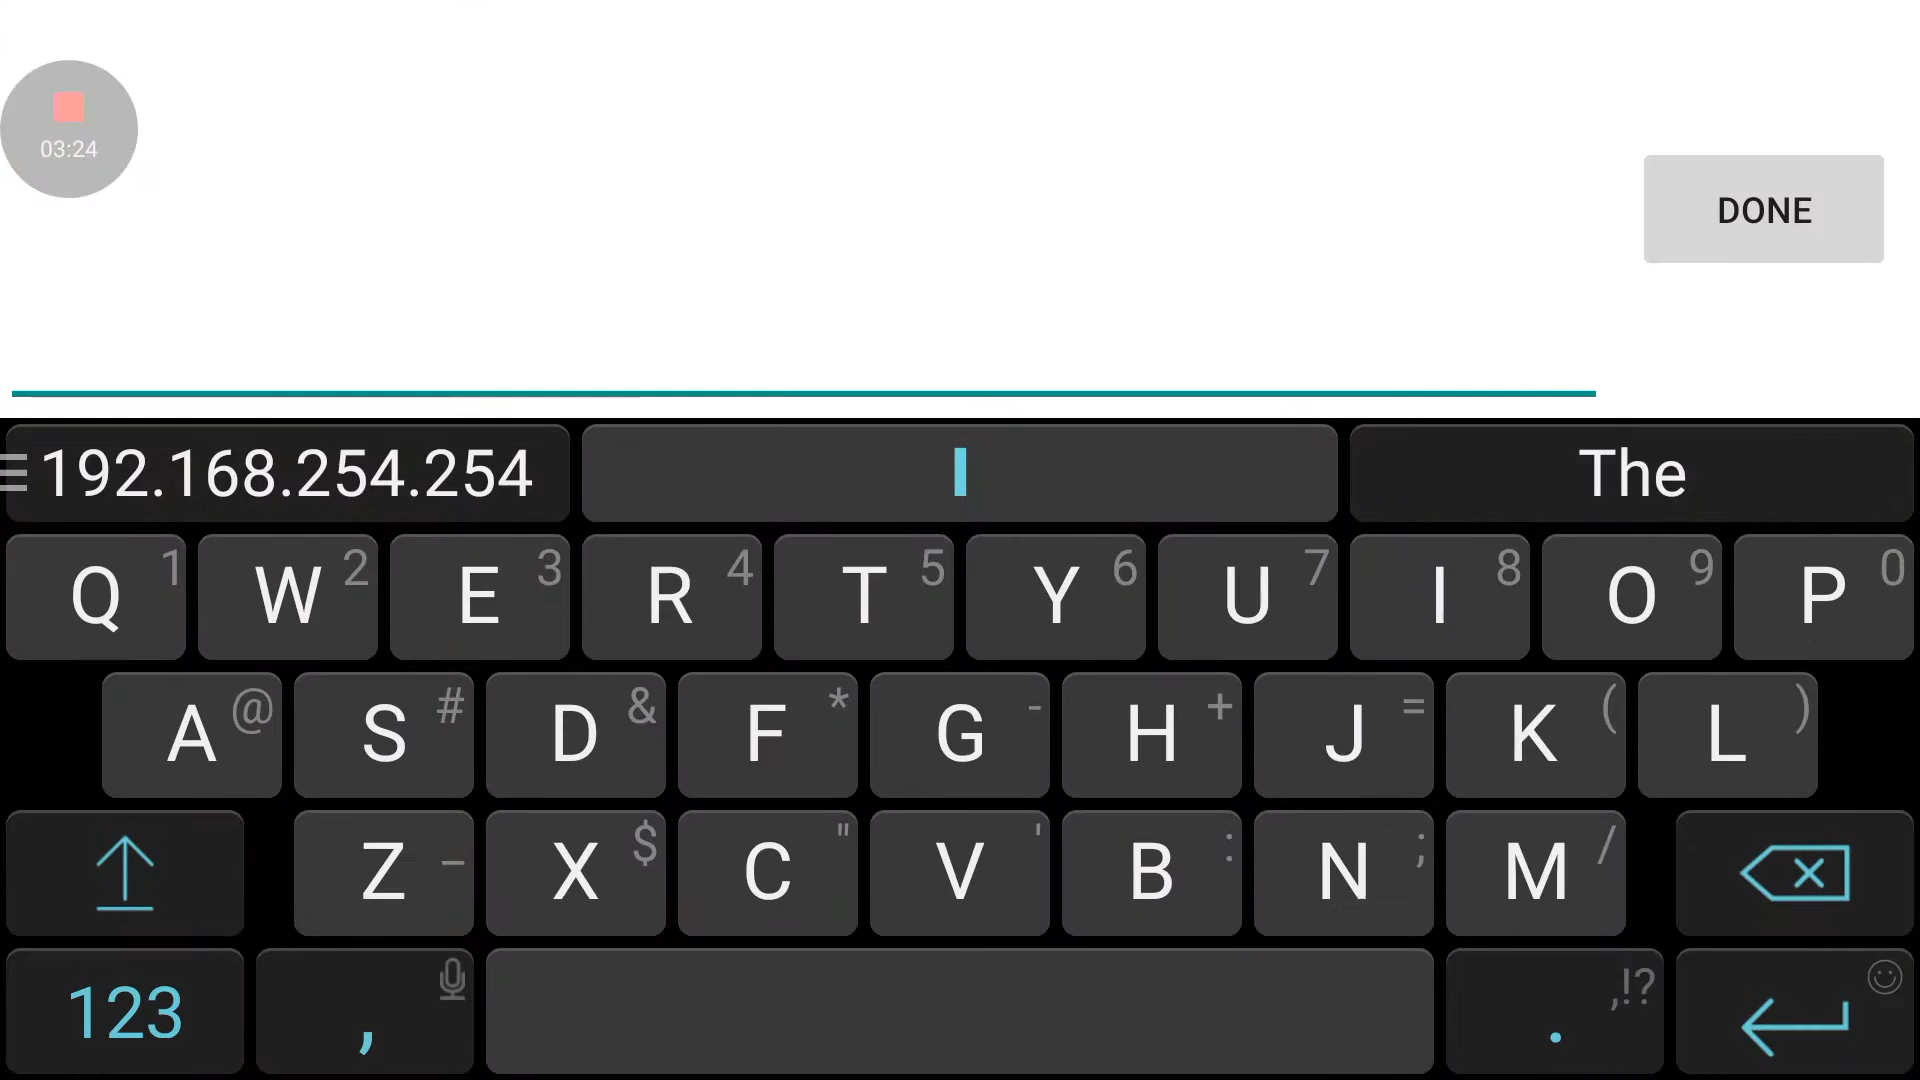 03:24
DONE
192.168.254.254 I The
Q 1 W 2 E 3 R 4 T 5 Y 6 U 7 I 8 O 9 P 0
A @ S # D & F * G - H + J = K ( L )
Z _ X $ C " V ' B : N ; M /
123 , . ,!?